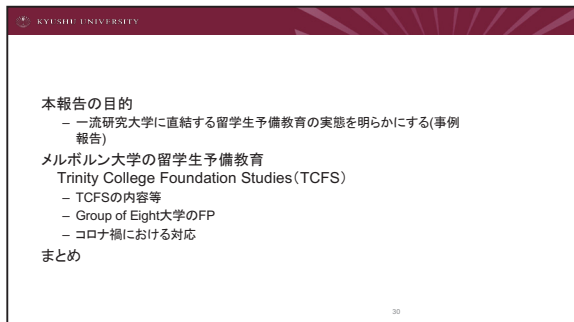 KYUSHU UNIVERSITY
本報告の目的
– 一流研究大学に直結する留学生予備教育の実態を明らかにする(事例
報告)
メルボルン大学の留学生予備教育
Trinity College Foundation Studies（TCFS）
– TCFSの内容等
– Group of Eight大学のFP
– コロナ禍における対応
まとめ
30